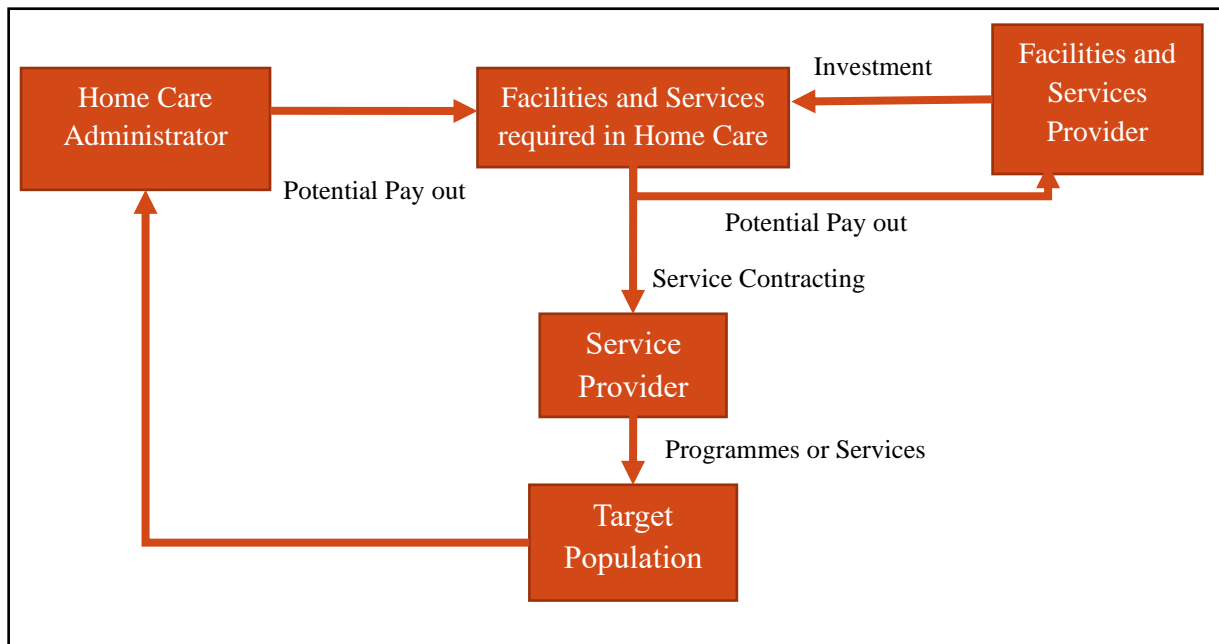 Home Care
Administrator
Facilities and Services
required in Home Care
Investment
Facilities and
Services
Provider
Potential Pay out
Potential Pay out
Service Contracting
Service
Provider
Programmes or Services
Target
Population